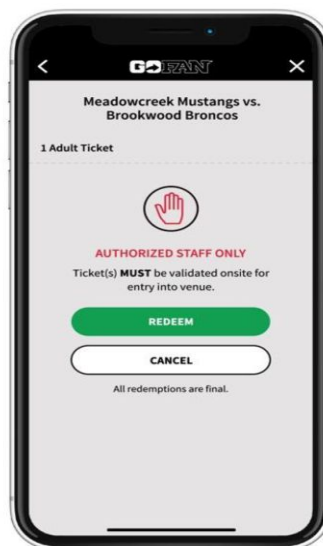 GOFAN
Meadowcreek Mustangs vs.
Brookwood Broncos
1 Adult Ticket
AUTHORIZED STAFF ONLY
Ticket(s) MUST be validated onsite for
entry into venue.
REDEEM
CANCEL
All redemptions are final.